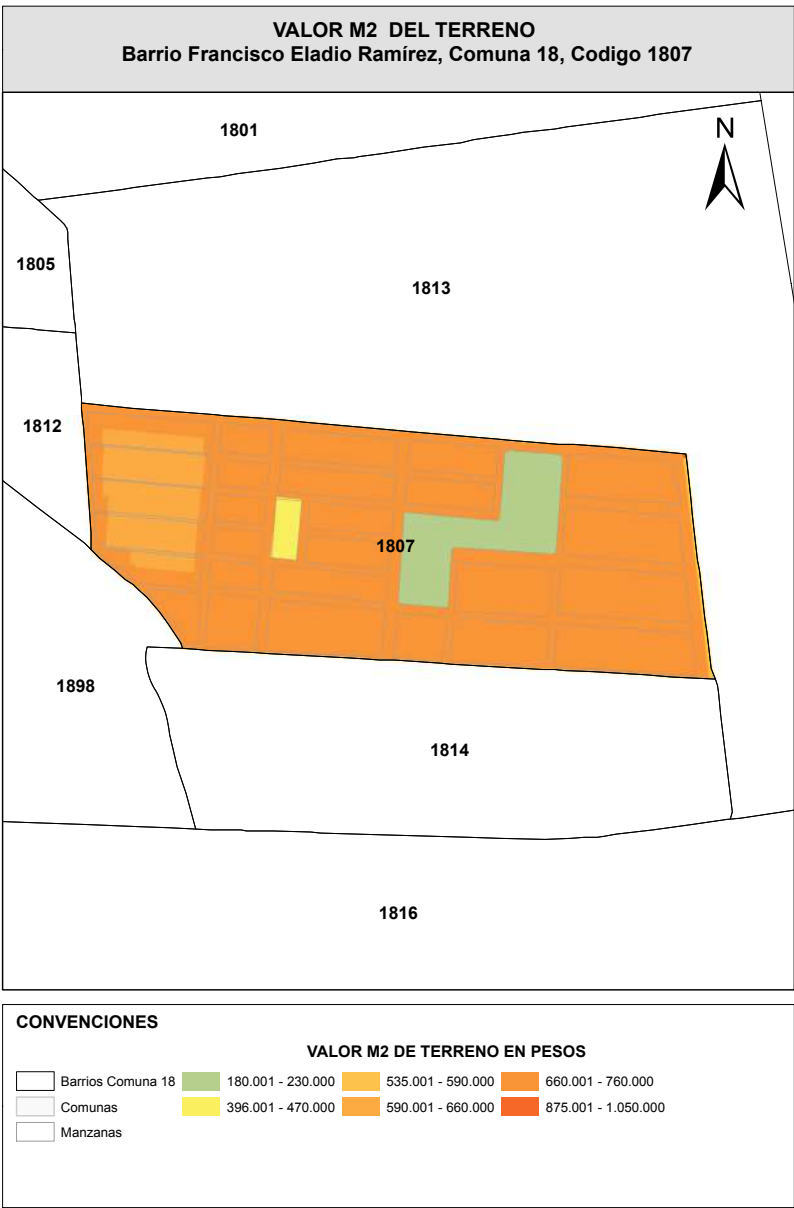 VALOR M2 DEL TERRENO
Barrio Francisco Eladio Ramírez, Comuna 18, Codigo 1807
1801
N
1805
1813
1812
1807
1898
1814
1816
CONVENCIONES
VALOR M2 DE TERRENO EN PESOS
Barrios Comuna 18 180.001 - 230.000 535.001 - 590.000 660.001 - 760.000
Comunas 396.001 - 470.000 590.001 - 660.000 875.001 - 1.050.000
Manzanas